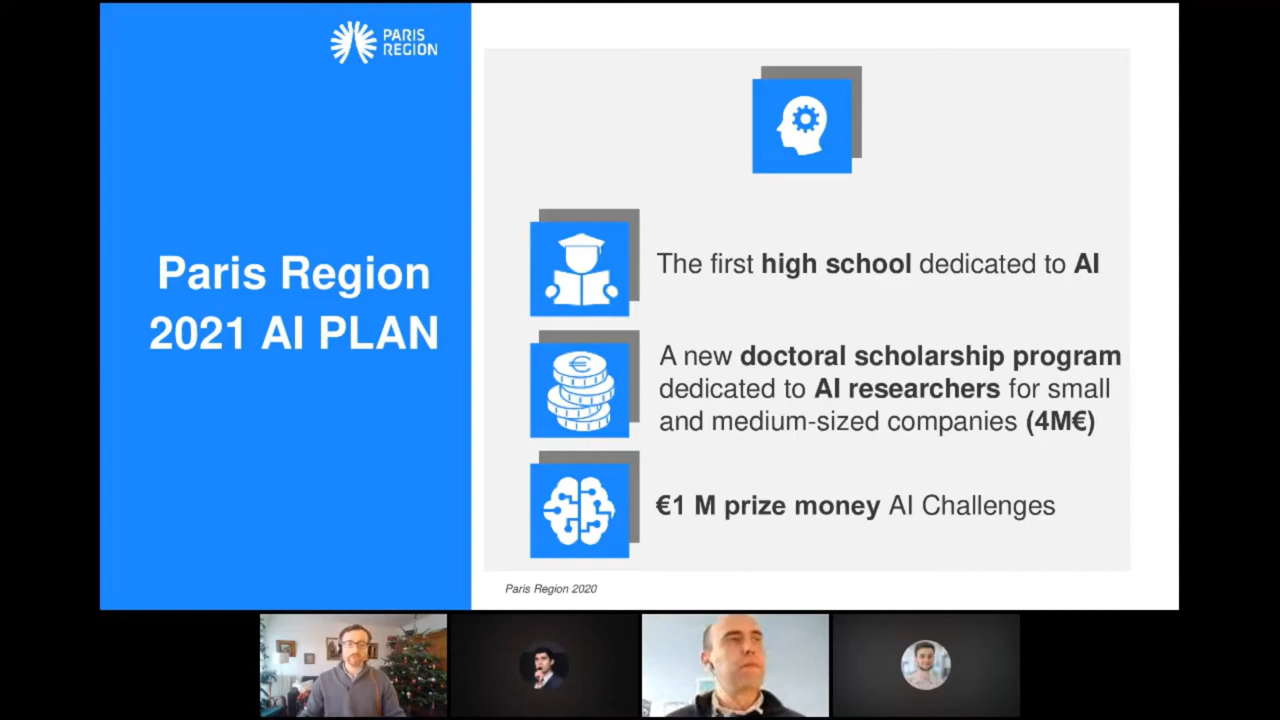 PARIS
REGION
Paris Region
2021 AI PLAN
The first high school dedicated to AI
A new doctoral scholarship program
dedicated to AI researchers for small
and medium-sized companies (4M€)
€1 M prize money AI Challenges
Paris Region 2020